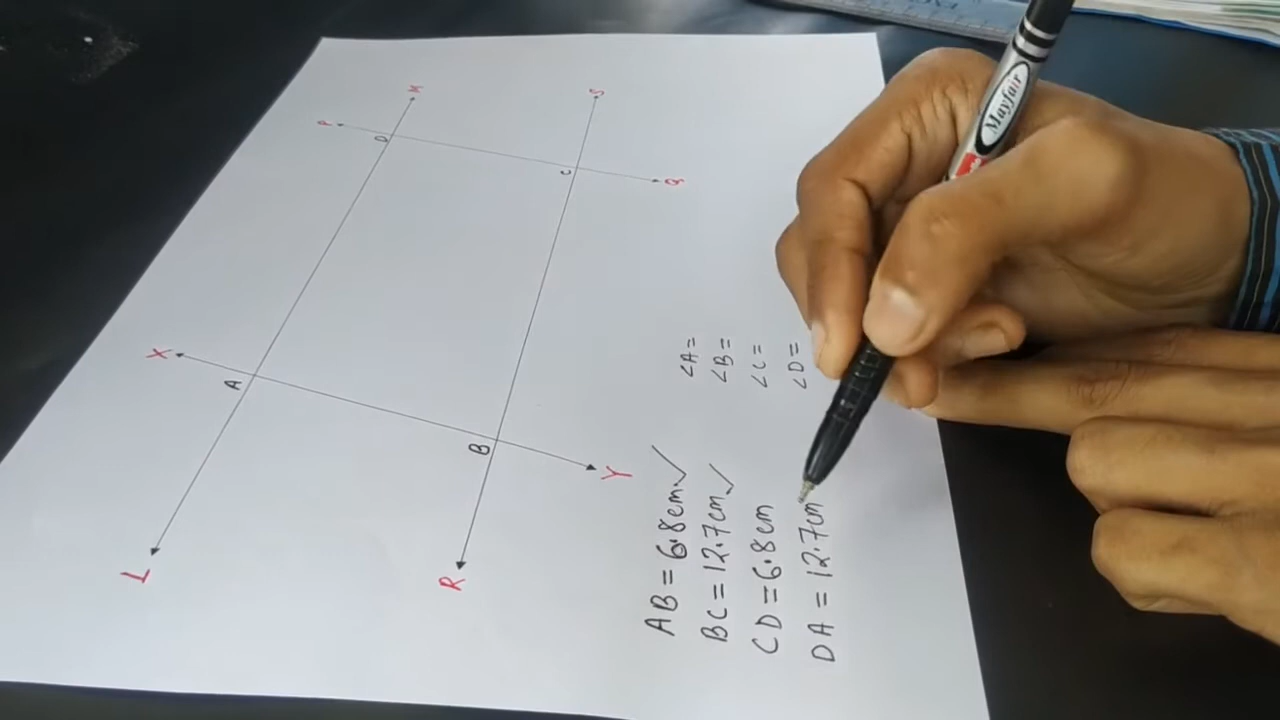 L
X
A
P
D
M
R
B
Y
C
S
Q
AB = 6.8cm ✓
BC = 12.7cm ✓
CD = 6.8cm
DA = 12.7cm
∠A =
∠B =
∠C =
∠D =
Mayfair